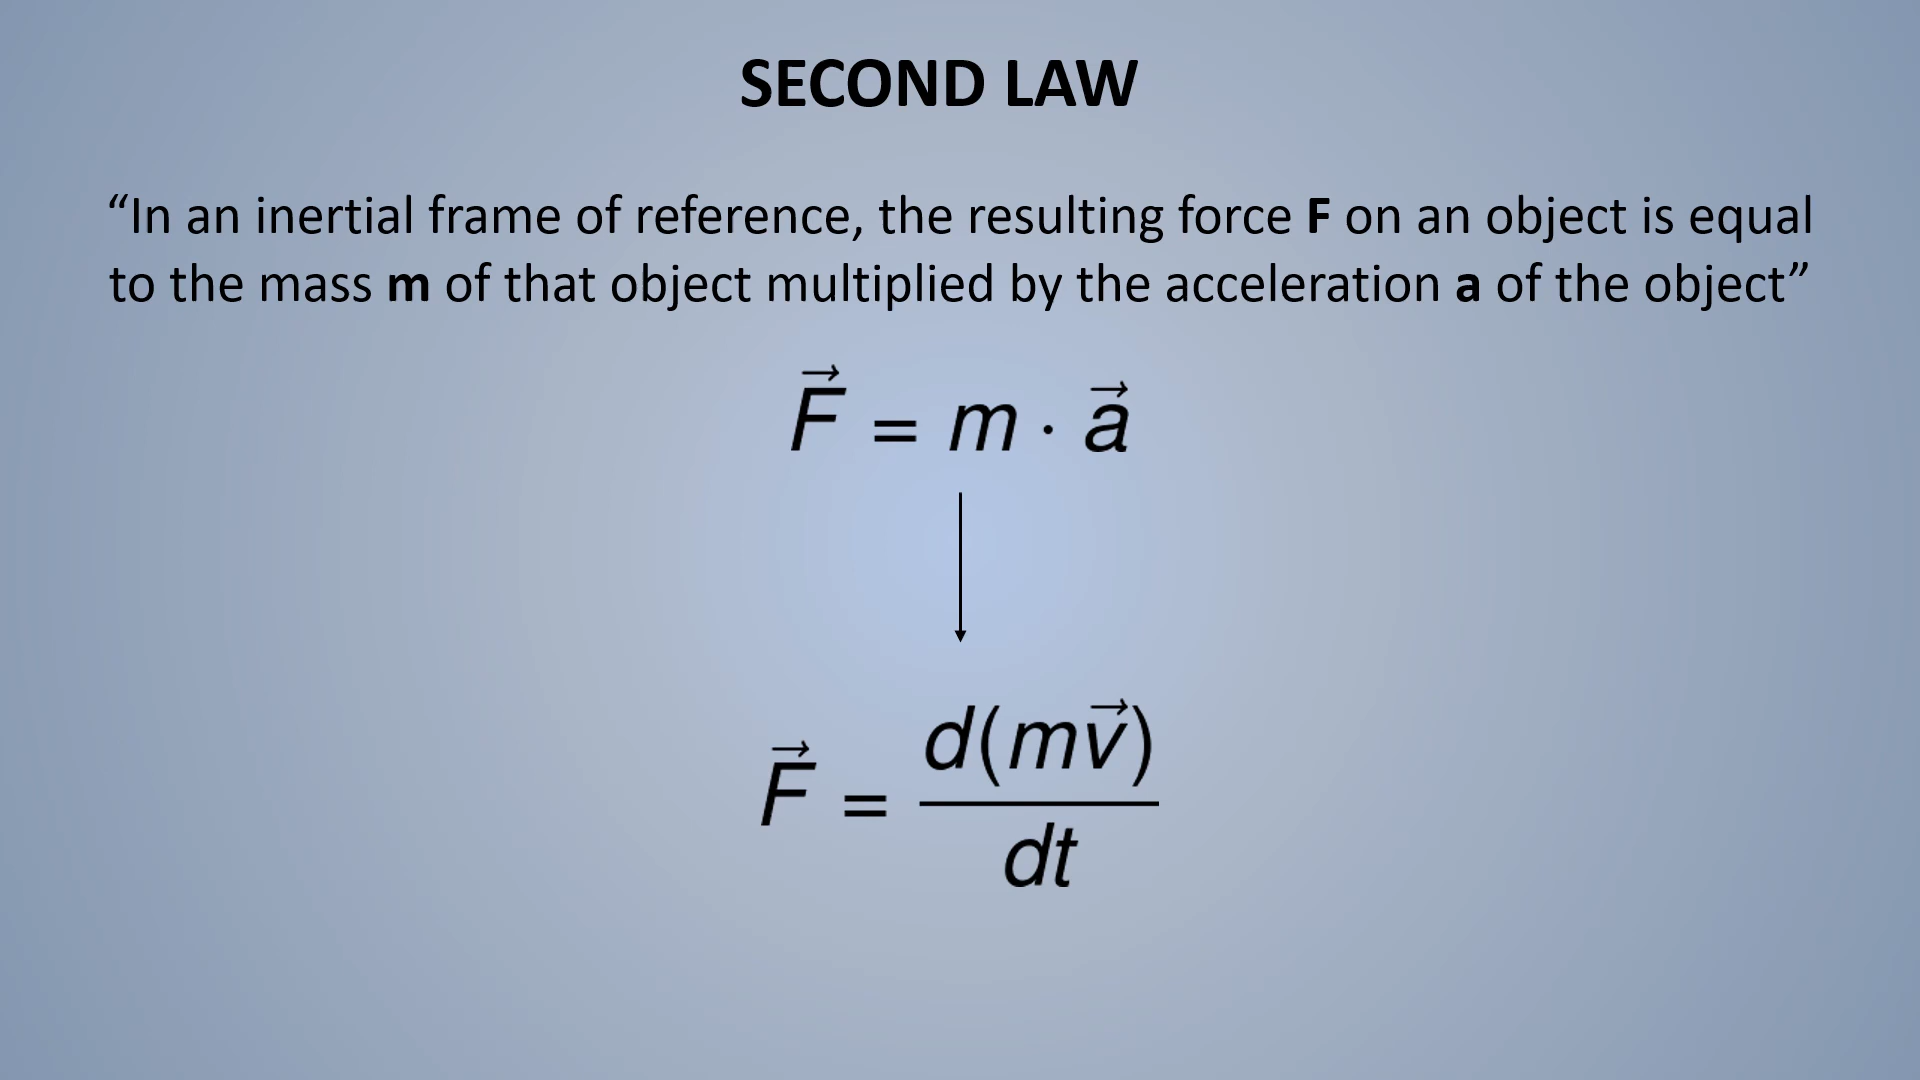 SECOND LAW
“In an inertial frame of reference, the resulting force F on an object is equal
to the mass m of that object multiplied by the acceleration a of the object”
F⃗ = m · a⃗
F⃗ = d(mv⃗)
dt